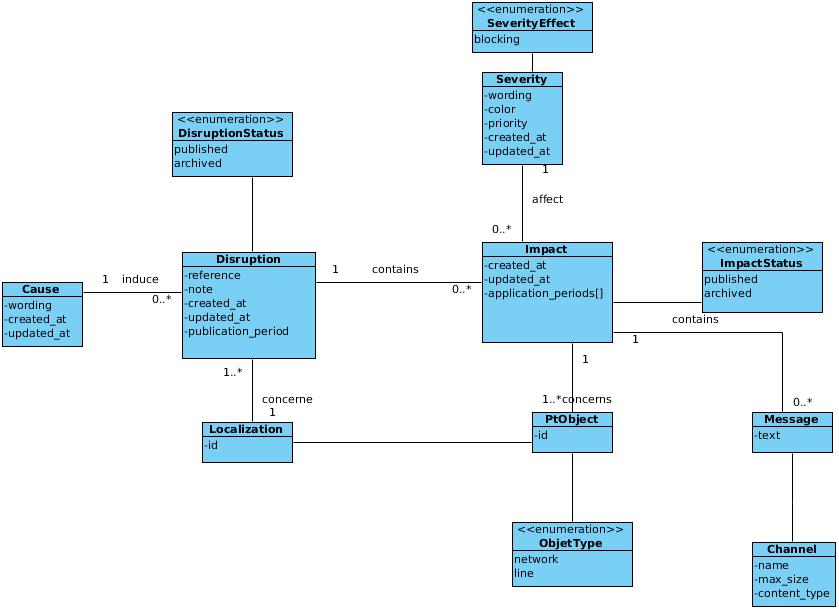 <<enumeration>>
SeverityEffect
blocking
Severity
-wording
-color
-priority
-created_at
-updated_at
1
affect
0..*
<<enumeration>>
DisruptionStatus
published
archived
Disruption
-reference
-note
-created_at
-updated_at
-publication_period
1 contains
0..*
1 induce
0..*
Cause
-wording
-created_at
-updated_at
Impact
-created_at
-updated_at
-application_periods[]
<<enumeration>>
ImpactStatus
published
archived
contains
1
0..*
1
1..*concerns
1..*
concerne
1
Localization
-id
PtObject
-id
Message
-text
<<enumeration>>
ObjetType
network
line
Channel
-name
-max_size
-content_type